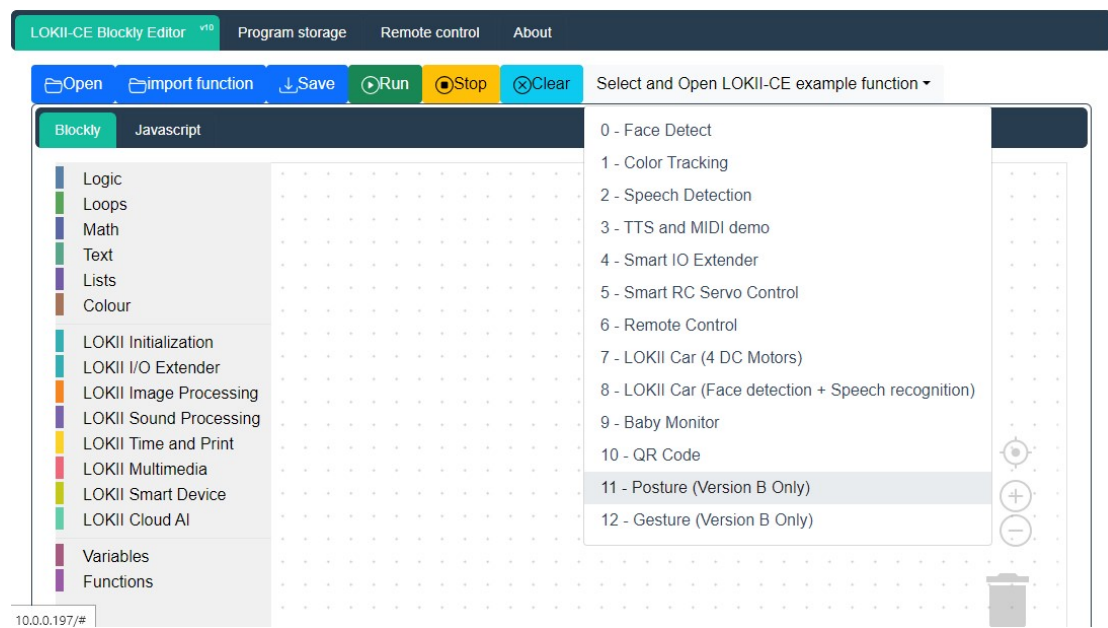 LOKII-CE Blockly Editor v10 Program storage Remote control About
Open import function Save Run Stop Clear Select and Open LOKII-CE example function
Blockly Javascript
Logic
Loops
Math
Text
Lists
Colour
LOKII Initialization
LOKII I/O Extender
LOKII Image Processing
LOKII Sound Processing
LOKII Time and Print
LOKII Multimedia
LOKII Smart Device
LOKII Cloud AI
Variables
Functions
0 - Face Detect
1 - Color Tracking
2 - Speech Detection
3 - TTS and MIDI demo
4 - Smart IO Extender
5 - Smart RC Servo Control
6 - Remote Control
7 - LOKII Car (4 DC Motors)
8 - LOKII Car (Face detection + Speech recognition)
9 - Baby Monitor
10 - QR Code
11 - Posture (Version B Only)
12 - Gesture (Version B Only)
10.0.0.197/#